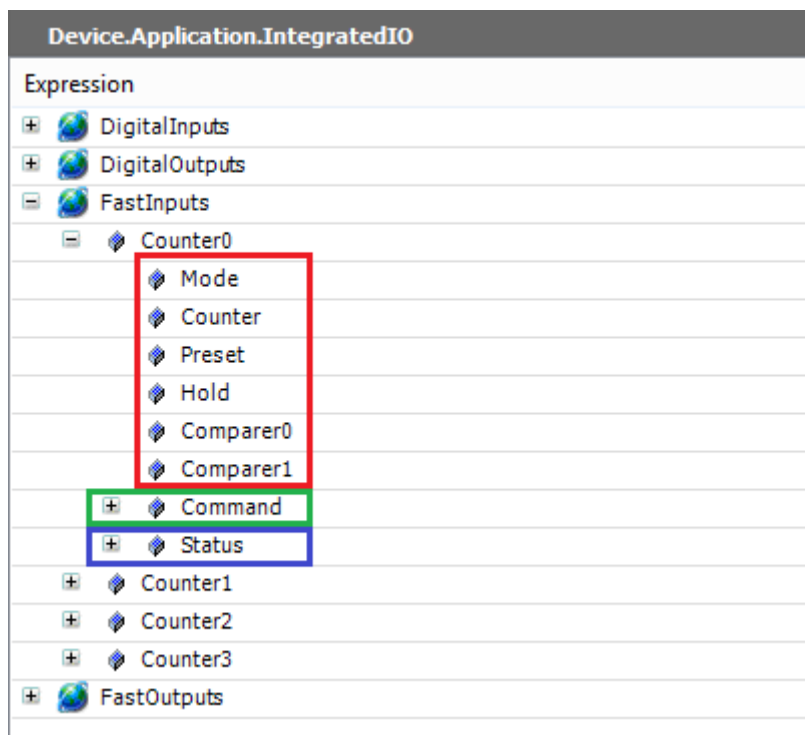 Device.Application.IntegratedIO
Expression
DigitalInputs
DigitalOutputs
FastInputs
Counter0
Mode
Counter
Preset
Hold
Comparer0
Comparer1
Command
Status
Counter1
Counter2
Counter3
FastOutputs